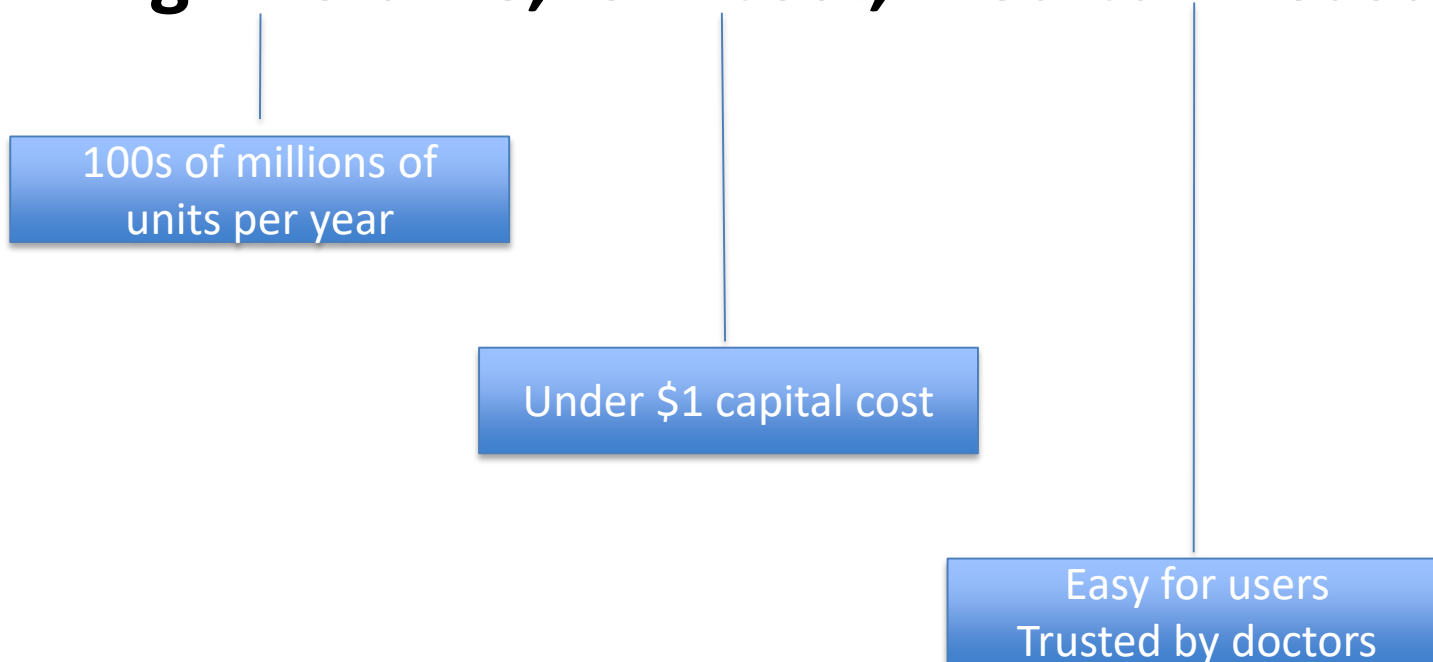 100s of millions of
units per year
Under $1 capital cost
Easy for users
Trusted by doctors